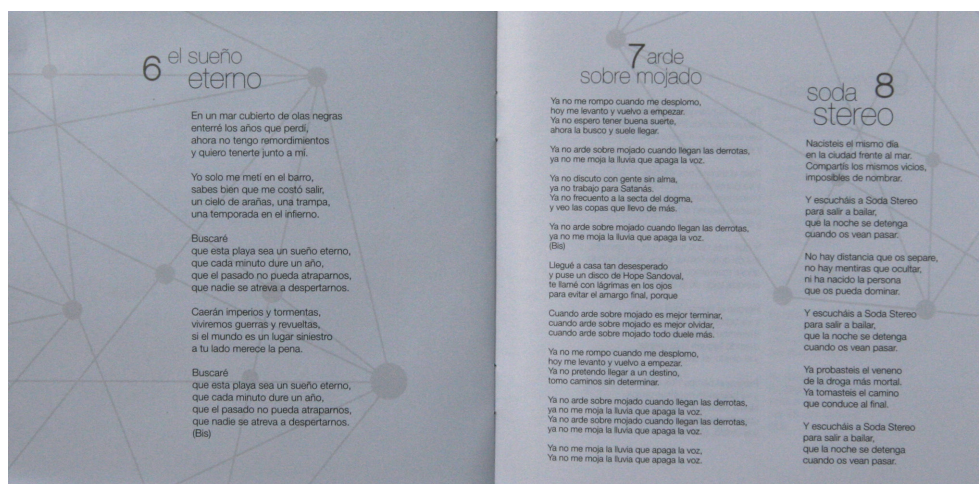 6 el sueño
eterno
En un mar cubierto de olas negras
enterré los años que perdí,
ahora no tengo remordimientos
y quiero tenerte junto a mí.
Yo solo me metí en el barro,
sabes bien que me costó salir,
un cielo de arañas, una trampa,
una temporada en el infierno.
Buscaré
que esta playa sea un sueño eterno,
que cada minuto dure un año,
que el pasado no pueda atraparnos,
que nadie se atreva a despertarnos.
Caerán imperios y tormentas,
viviremos guerras y revueltas,
si el mundo es un lugar siniestro
a tu lado merece la pena.
Buscaré
que esta playa sea un sueño eterno,
que cada minuto dure un año,
que el pasado no pueda atraparnos,
que nadie se atreva a despertarnos.
(Bis)
7 arde
sobre mojado
Ya no me rompo cuando me desplomo,
hoy me levanto y vuelvo a empezar.
Ya no espero tener buena suerte,
ahora la busco y suele llegar.
Ya no arde sobre mojado cuando llegan las derrotas,
ya no me moja la lluvia que apaga la voz.
Ya no discuto con gente sin alma,
ya no trabajo para Satanás.
Ya no frecuento a la secta del dogma,
y veo las copas que llevo de más.
Ya no arde sobre mojado cuando llegan las derrotas,
ya no me moja la lluvia que apaga la voz.
(Bis)
Llegué a casa tan desesperado
y puse un disco de Hope Sandoval,
te llamé con lágrimas en los ojos
para evitar el amargo final, porque
Cuando arde sobre mojado es mejor terminar,
cuando arde sobre mojado es mejor olvidar,
cuando arde sobre mojado todo duele más.
Ya no me rompo cuando me desplomo,
hoy me levanto y vuelvo a empezar.
Ya no pretendo llegar a un destino,
tomo caminos sin determinar.
Ya no arde sobre mojado cuando llegan las derrotas,
ya no me moja la lluvia que apaga la voz.
Ya no arde sobre mojado cuando llegan las derrotas,
ya no me moja la lluvia que apaga la voz.
Ya no me moja la lluvia que apaga la voz,
Ya no me moja la lluvia que apaga la voz.
soda 8
stereo
Nacisteis el mismo día
en la ciudad frente al mar.
Compartís los mismos vicios,
imposibles de nombrar.
Y escucháis a Soda Stereo
para salir a bailar,
que la noche se detenga
cuando os vean pasar.
No hay distancia que os separe,
no hay mentiras que ocultar,
ni ha nacido la persona
que os pueda dominar.
Y escucháis a Soda Stereo
para salir a bailar,
que la noche se detenga
cuando os vean pasar.
Ya probasteis el veneno
de la droga más mortal.
Ya tomasteis el camino
que conduce al final.
Y escucháis a Soda Stereo
para salir a bailar,
que la noche se detenga
cuando os vean pasar.